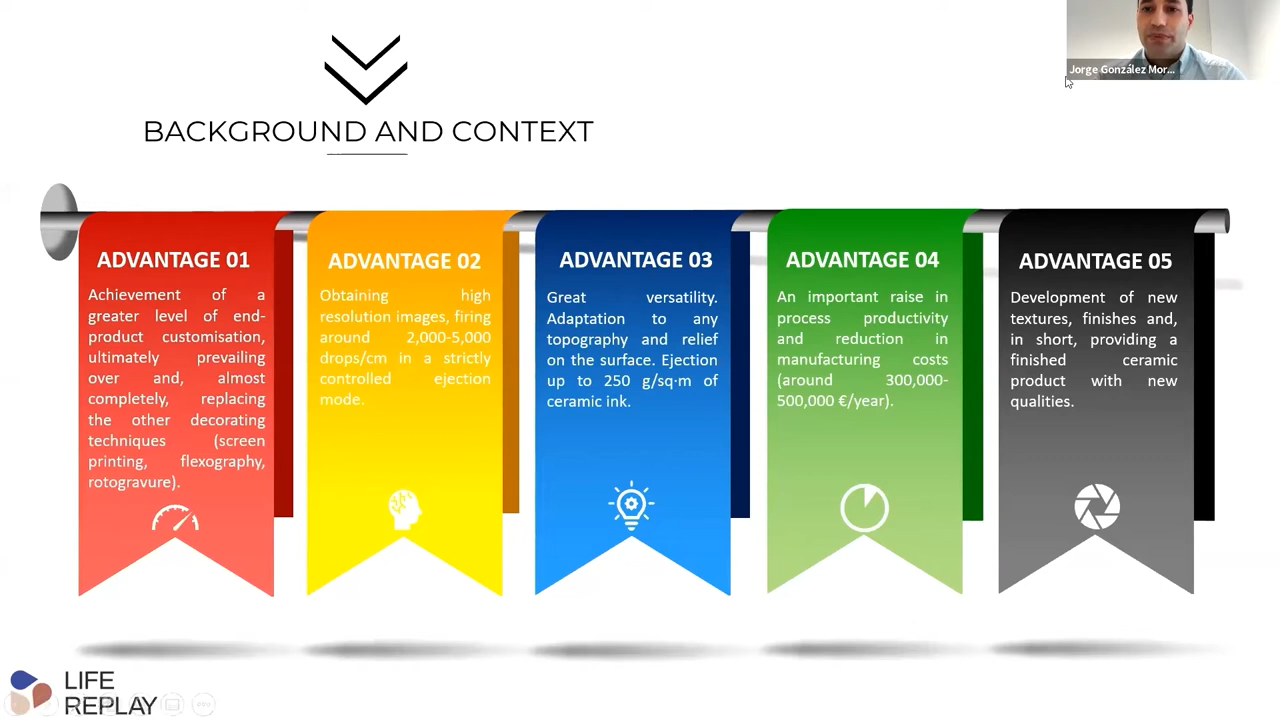 Jorge González Mor...
BACKGROUND AND CONTEXT
ADVANTAGE 01
Achievement of a
greater level of end-
product customisation,
ultimately prevailing
over and, almost
completely, replacing
the other decorating
techniques (screen
printing, flexography,
rotogravure).
ADVANTAGE 02
Obtaining high
resolution images, firing
around 2,000-5,000
drops/cm in a strictly
controlled ejection
mode.
ADVANTAGE 03
Great versatility.
Adaptation to any
topography and relief
on the surface. Ejection
up to 250 g/sq·m of
ceramic ink.
ADVANTAGE 04
An important raise in
process productivity
and reduction in
manufacturing costs
(around 300,000-
500,000 €/year).
ADVANTAGE 05
Development of new
textures, finishes and,
in short, providing a
finished ceramic
product with new
qualities.
LIFE
REPLAY